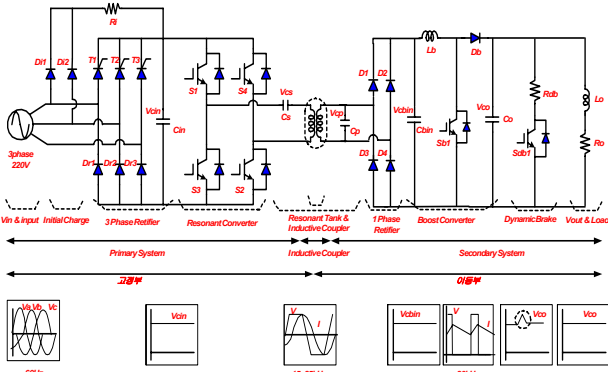 Ri
Di1 Di2 T1 T2 T3
S1 S4
Lb Db
D1 D2
Vcs
Cs
Vcp
Cp
Vcin
Cin
Vcbin
Cbin
Sb1
Vco
Co
Rdb
Sdb1
Lo
Ro
3phase
220V
Dr1 Dr2 Dr3
S3 S2
D3 D4
Vin & input
Initial Charge
3 Phase Retifier
Resonant Converter
Resonant Tank &
Inductive Coupler
1 Phase
Retifier
Boost Converter
Dynamic Brake
Vout & Load
Primary System
Inductive Coupler
Secondary System
고정부
이동부
Va Vb Vc
Vcin
V
I
Vcbin
V
I
Vco
Vco